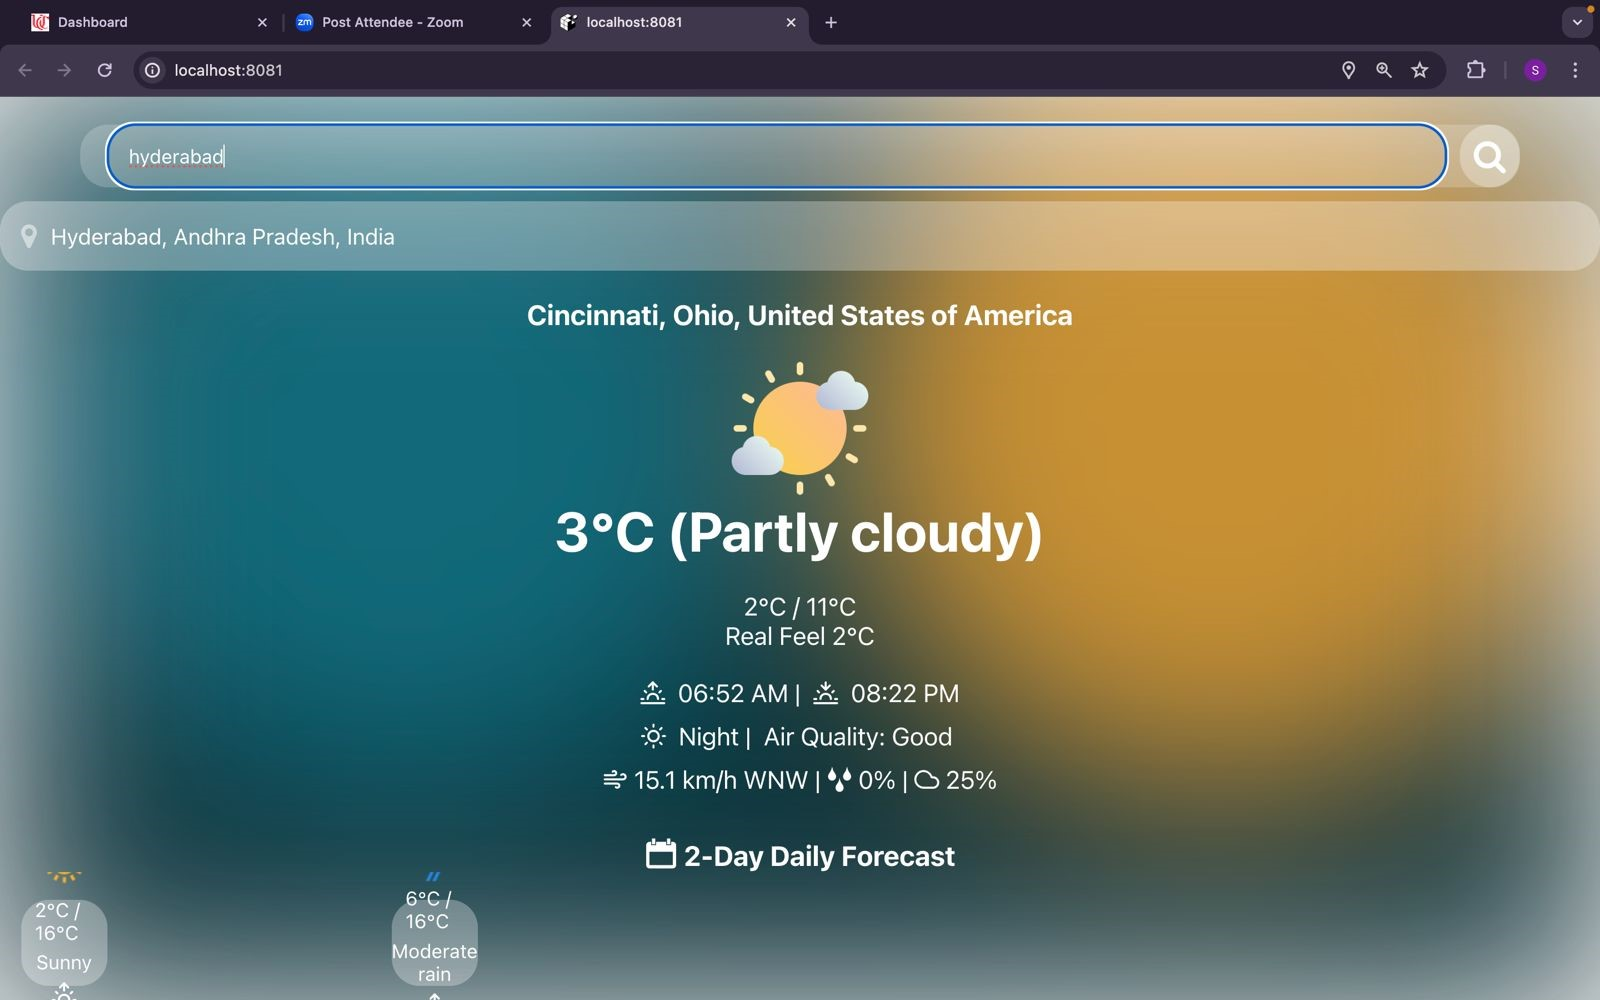 Dashboard
zm Post Attendee - Zoom
localhost:8081
localhost:8081
S
hyderabad
Hyderabad, Andhra Pradesh, India
Cincinnati, Ohio, United States of America
3°C (Partly cloudy)
2°C / 11°C
Real Feel 2°C
06:52 AM | 08:22 PM
Night | Air Quality: Good
15.1 km/h WNW | 0% | 25%
2-Day Daily Forecast
2°C /
16°C
Sunny
6°C /
16°C
Moderate
rain